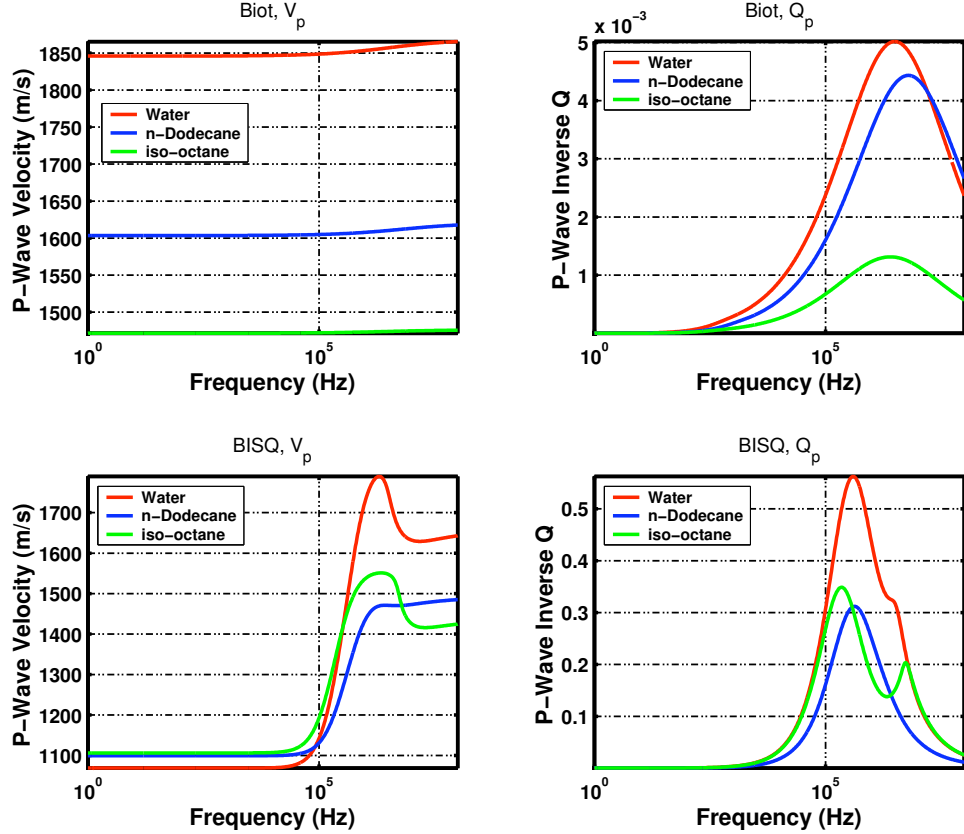 Biot, V_p
1850
1800
1750
1700
1650
1600
1550
1500
P−Wave Velocity (m/s)
Water
n−Dodecane
iso−octane
10^0
10^5
Frequency (Hz)
Biot, Q_p
x 10^−3
5
4
3
2
1
P−Wave Inverse Q
Water
n−Dodecane
iso−octane
10^0
10^5
Frequency (Hz)
BISQ, V_p
1700
1600
1500
1400
1300
1200
1100
P−Wave Velocity (m/s)
Water
n−Dodecane
iso−octane
10^0
10^5
Frequency (Hz)
BISQ, Q_p
0.5
0.4
0.3
0.2
0.1
P−Wave Inverse Q
Water
n−Dodecane
iso−octane
10^0
10^5
Frequency (Hz)